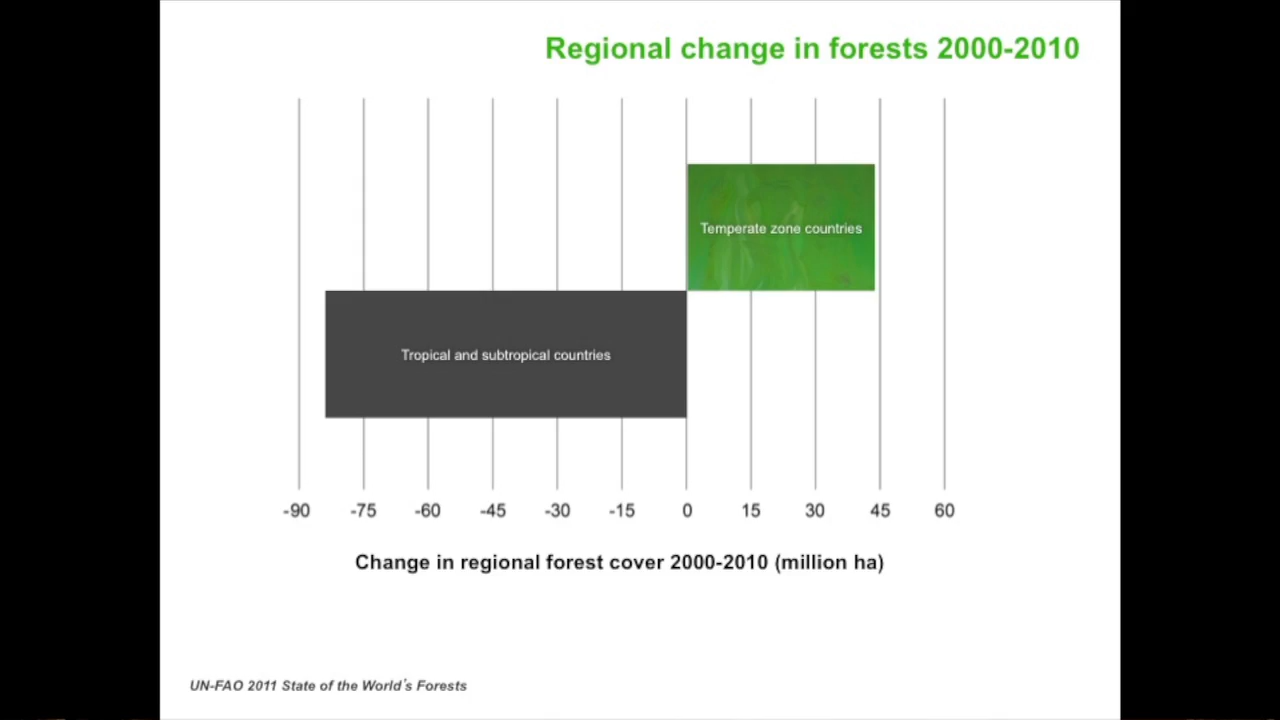 Regional change in forests 2000-2010
Temperate zone countries
Tropical and subtropical countries
-90 -75 -60 -45 -30 -15 0 15 30 45 60
Change in regional forest cover 2000-2010 (million ha)
UN-FAO 2011 State of the World's Forests